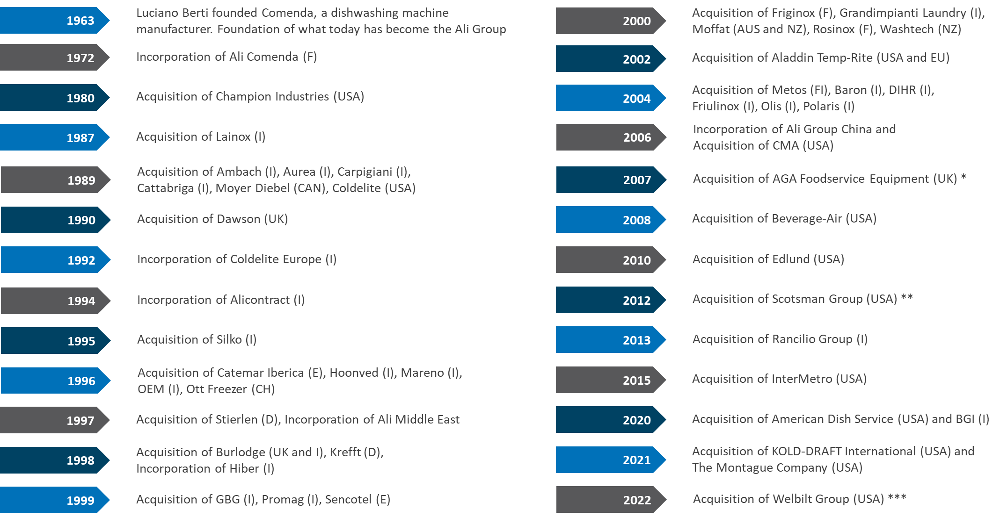 1963
Luciano Berti founded Comenda, a dishwashing machine
manufacturer. Foundation of what today has become the Ali Group
1972
Incorporation of Ali Comenda (F)
1980
Acquisition of Champion Industries (USA)
1987
Acquisition of Lainox (I)
1989
Acquisition of Ambach (I), Aurea (I), Carpigiani (I),
Cattabriga (I), Moyer Diebel (CAN), Coldelite (USA)
1990
Acquisition of Dawson (UK)
1992
Incorporation of Coldelite Europe (I)
1994
Incorporation of Alicontract (I)
1995
Acquisition of Silko (I)
1996
Acquisition of Catemar Iberica (E), Hoonved (I), Mareno (I),
OEM (I), Ott Freezer (CH)
1997
Acquisition of Stierlen (D), Incorporation of Ali Middle East
1998
Acquisition of Burlodge (UK and I), Krefft (D),
Incorporation of Hiber (I)
1999
Acquisition of GBG (I), Promag (I), Sencotel (E)
2000
Acquisition of Friginox (F), Grandimpianti Laundry (I),
Moffat (AUS and NZ), Rosinox (F), Washtech (NZ)
2002
Acquisition of Aladdin Temp-Rite (USA and EU)
2004
Acquisition of Metos (FI), Baron (I), DIHR (I),
Friulinox (I), Olis (I), Polaris (I)
2006
Incorporation of Ali Group China and
Acquisition of CMA (USA)
2007
Acquisition of AGA Foodservice Equipment (UK) *
2008
Acquisition of Beverage-Air (USA)
2010
Acquisition of Edlund (USA)
2012
Acquisition of Scotsman Group (USA) **
2013
Acquisition of Rancilio Group (I)
2015
Acquisition of InterMetro (USA)
2020
Acquisition of American Dish Service (USA) and BGI (I)
2021
Acquisition of KOLD-DRAFT International (USA) and
The Montague Company (USA)
2022
Acquisition of Welbilt Group (USA) ***